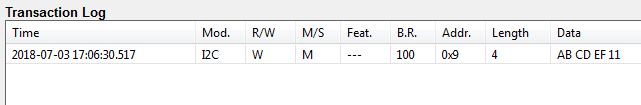 Transaction Log
Time Mod. R/W M/S Feat. B.R. Addr. Length Data
2018-07-03 17:06:30.517 I2C W M --- 100 0x9 4 AB CD EF 11